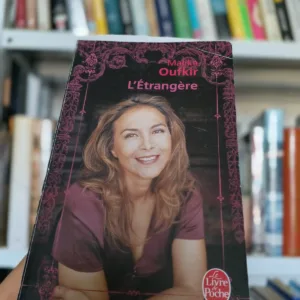 Malika
Oufkir
L'Étrangère
Le
Livre
de
Poche